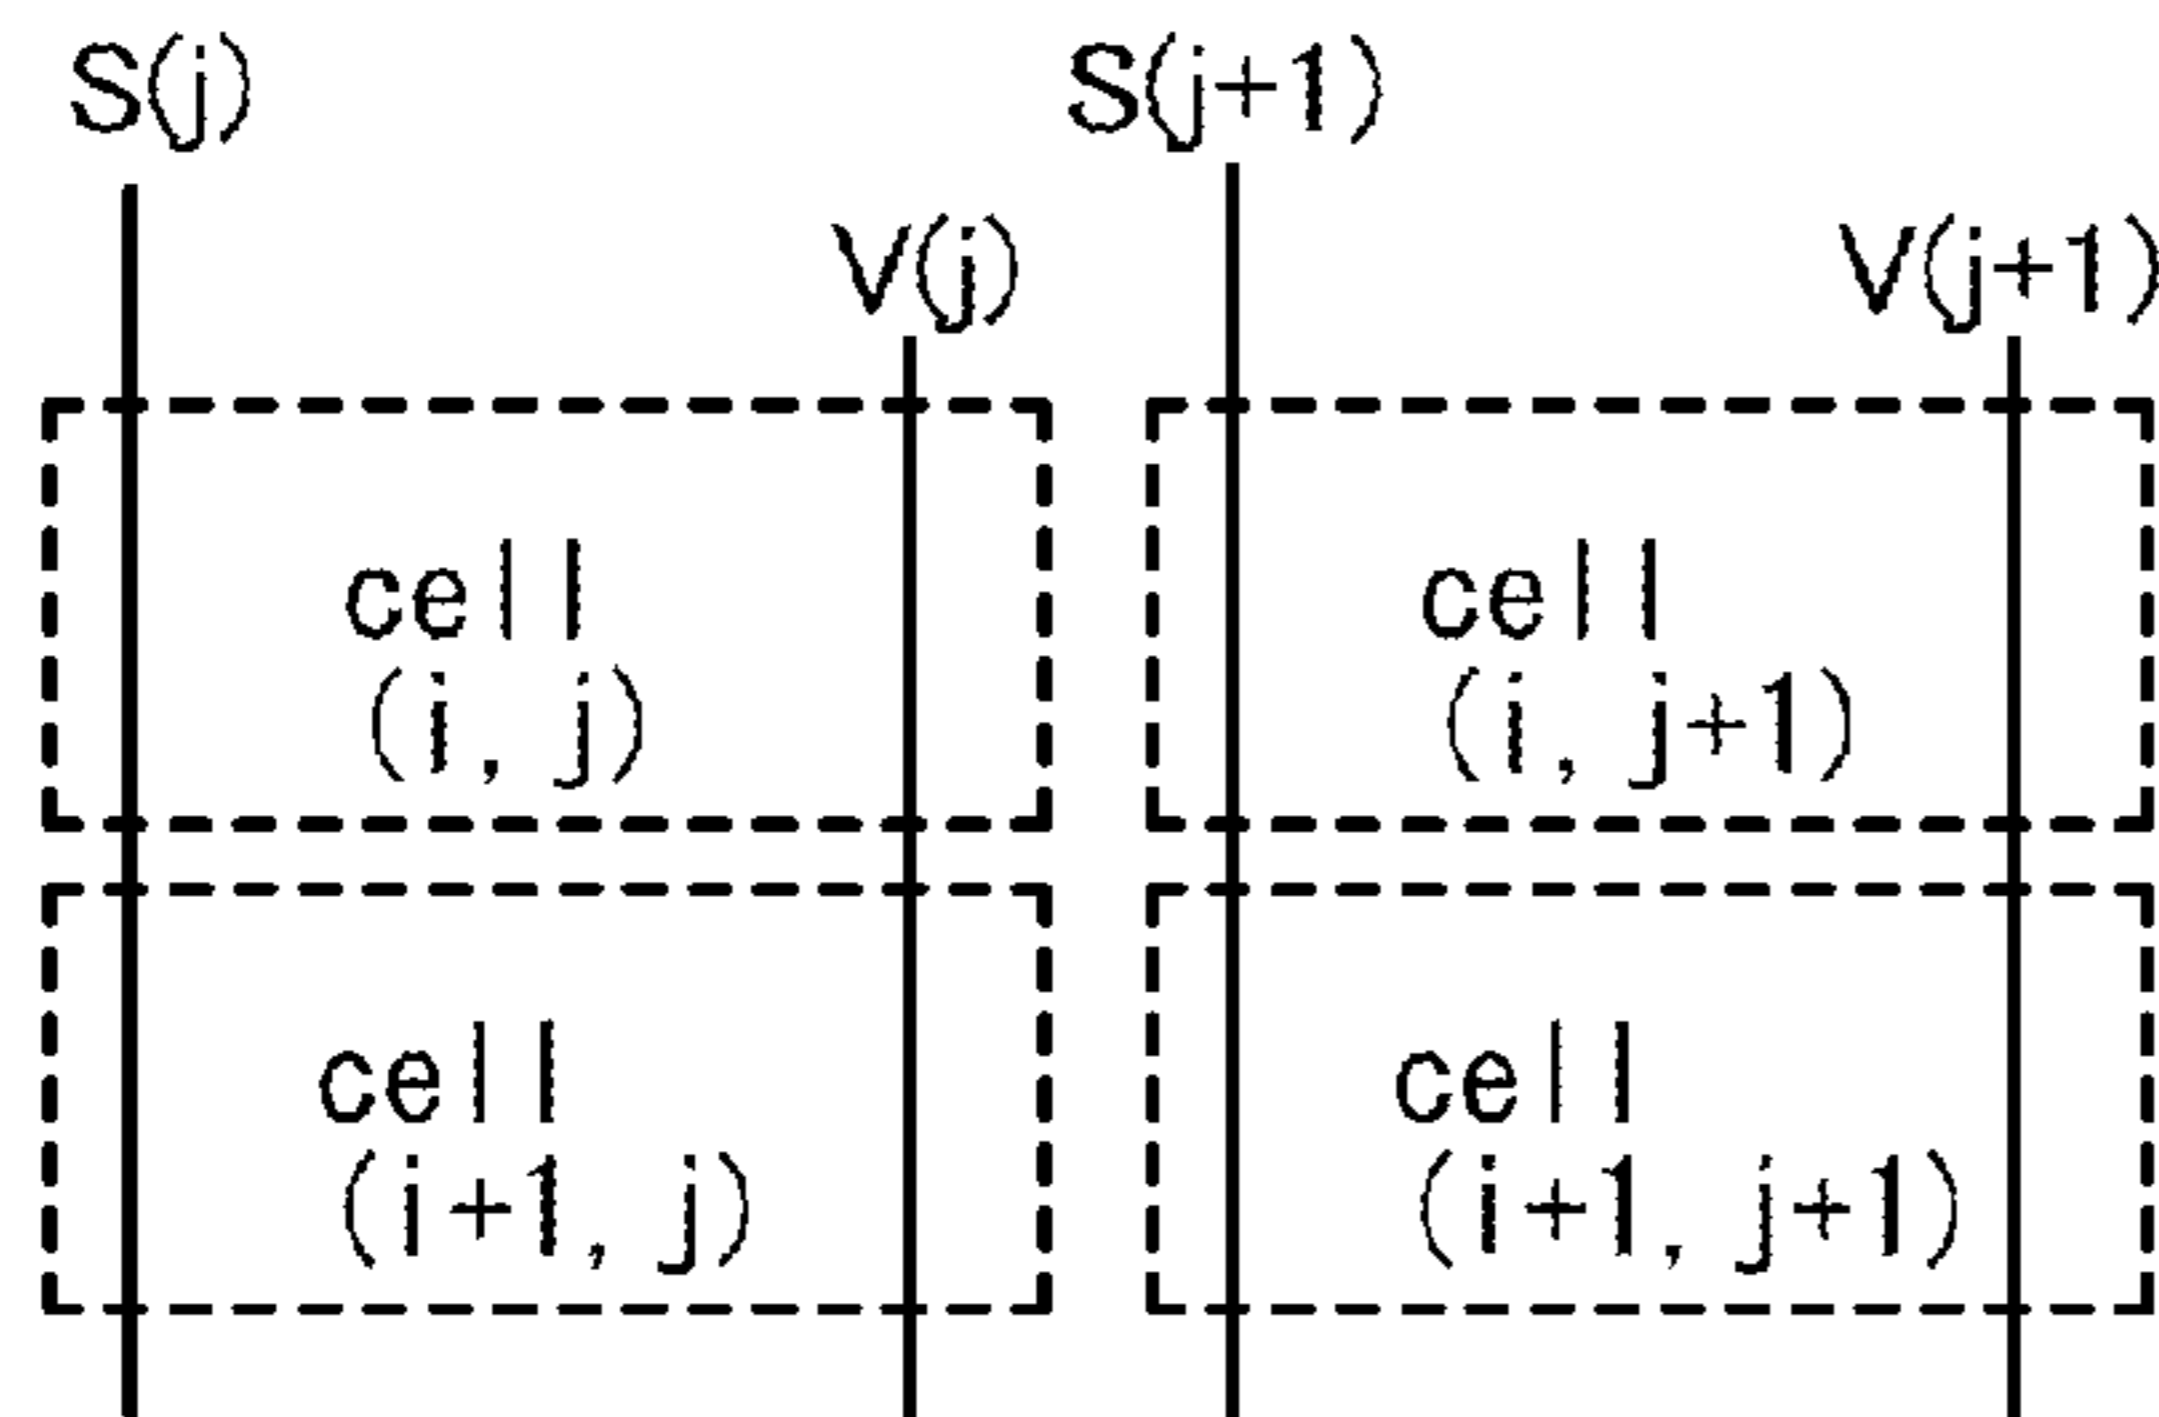 S(j) S(j+1)
V(j) V(j+1)
cell cell
(i, j) (i, j+1)
cell cell
(i+1, j) (i+1, j+1)